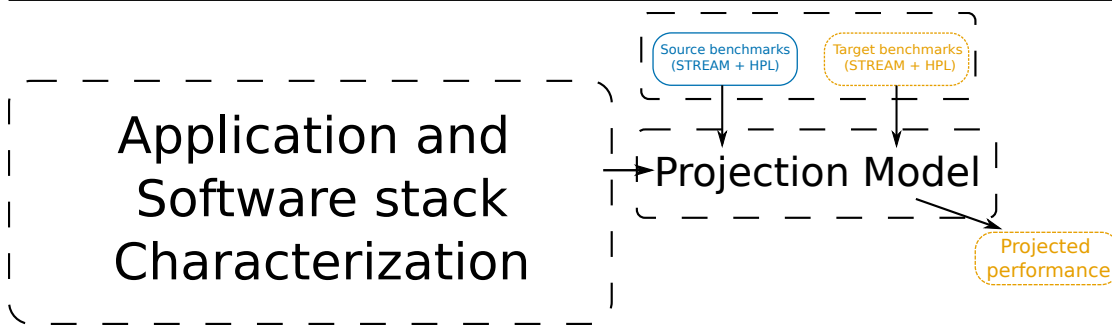 Source benchmarks
(STREAM + HPL)
Target benchmarks
(STREAM + HPL)
Application and
Software stack
Characterization
Projection Model
Projected
performance